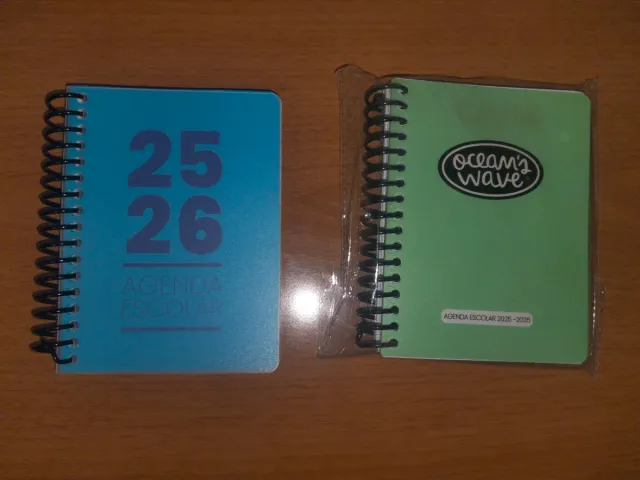 25
26
AGENDA
ESCOLAR
ocean's
wave
AGENDA ESCOLAR 2025-2026